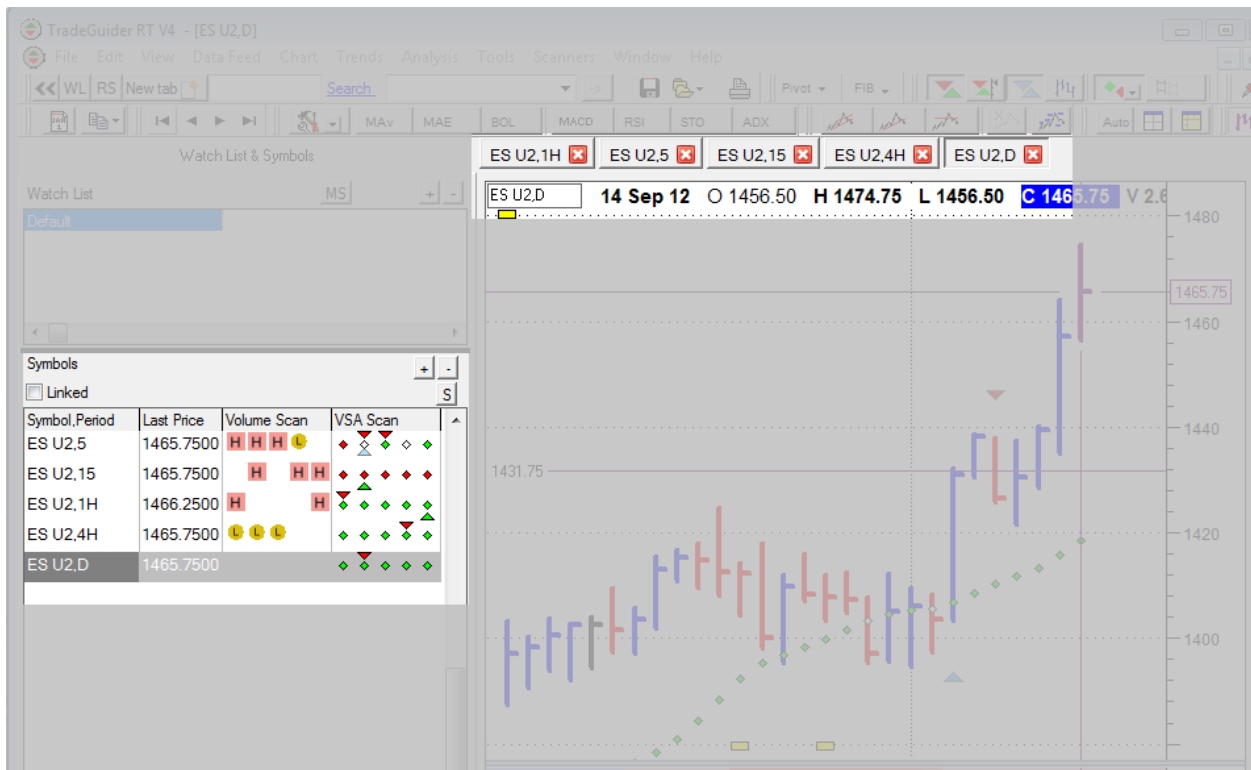 TradeGuider RT V4 - [ES U2,D]
File Edit View Data Feed Chart Trends Analysis Tools Scanners Window Help
WL RS New tab Search Pivot FIB
MAv MAE BOL MACD RSI STO ADX Auto
Watch List & Symbols
ES U2,1H ES U2,5 ES U2,15 ES U2,4H ES U2,D
Watch List MS + -
Default
ES U2,D 14 Sep 12 O 1456.50 H 1474.75 L 1456.50 C 1465.75 V 2.6
1480
1465.75
1460
1440
1431.75
1420
1400
Symbols + -
Linked S
Symbol,Period Last Price Volume Scan VSA Scan
ES U2,5 1465.7500 H H H L
ES U2,15 1465.7500 H H H
ES U2,1H 1466.2500 H H
ES U2,4H 1465.7500 L L L
ES U2,D 1465.7500